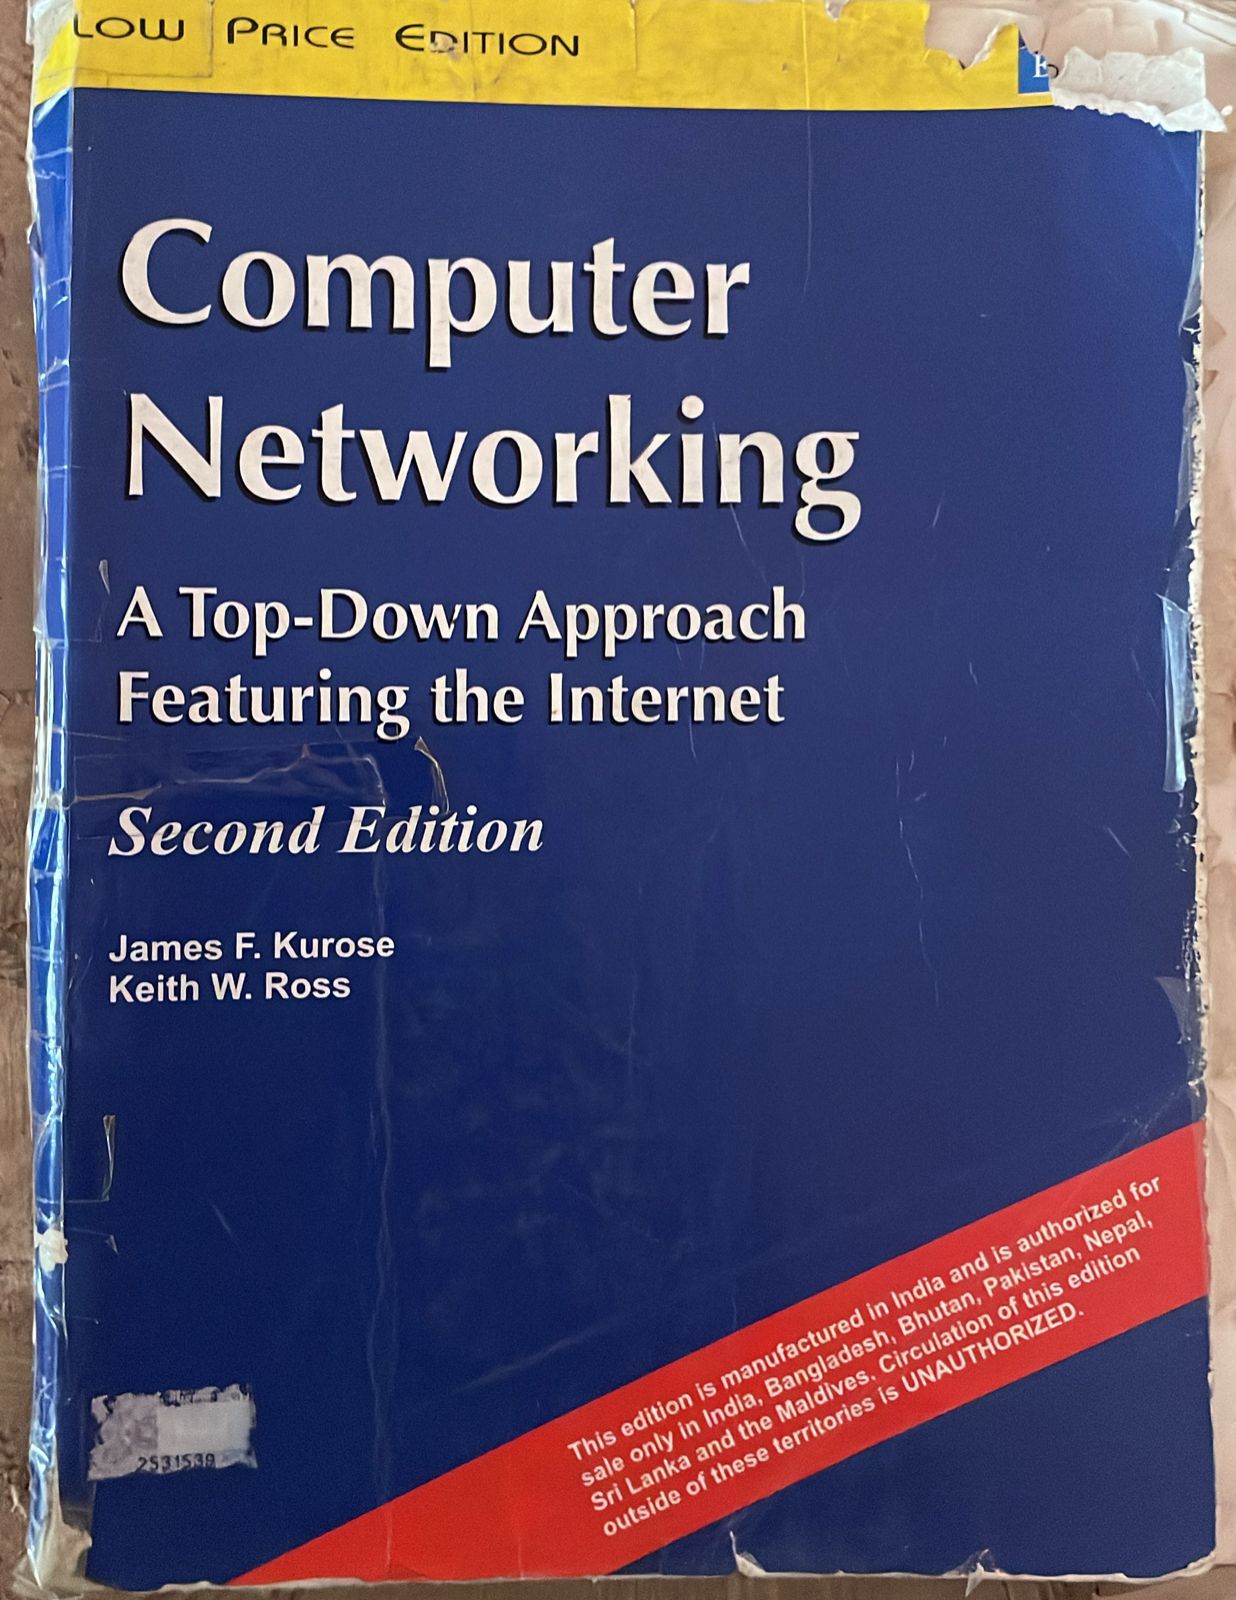 LOW PRICE EDITION
E
Computer
Networking
A Top-Down Approach
Featuring the Internet
Second Edition
James F. Kurose
Keith W. Ross
This edition is manufactured in India and is authorized for
sale only in India, Bangladesh, Bhutan, Pakistan, Nepal,
Sri Lanka and the Maldives. Circulation of this edition
outside of these territories is UNAUTHORIZED.
2531539